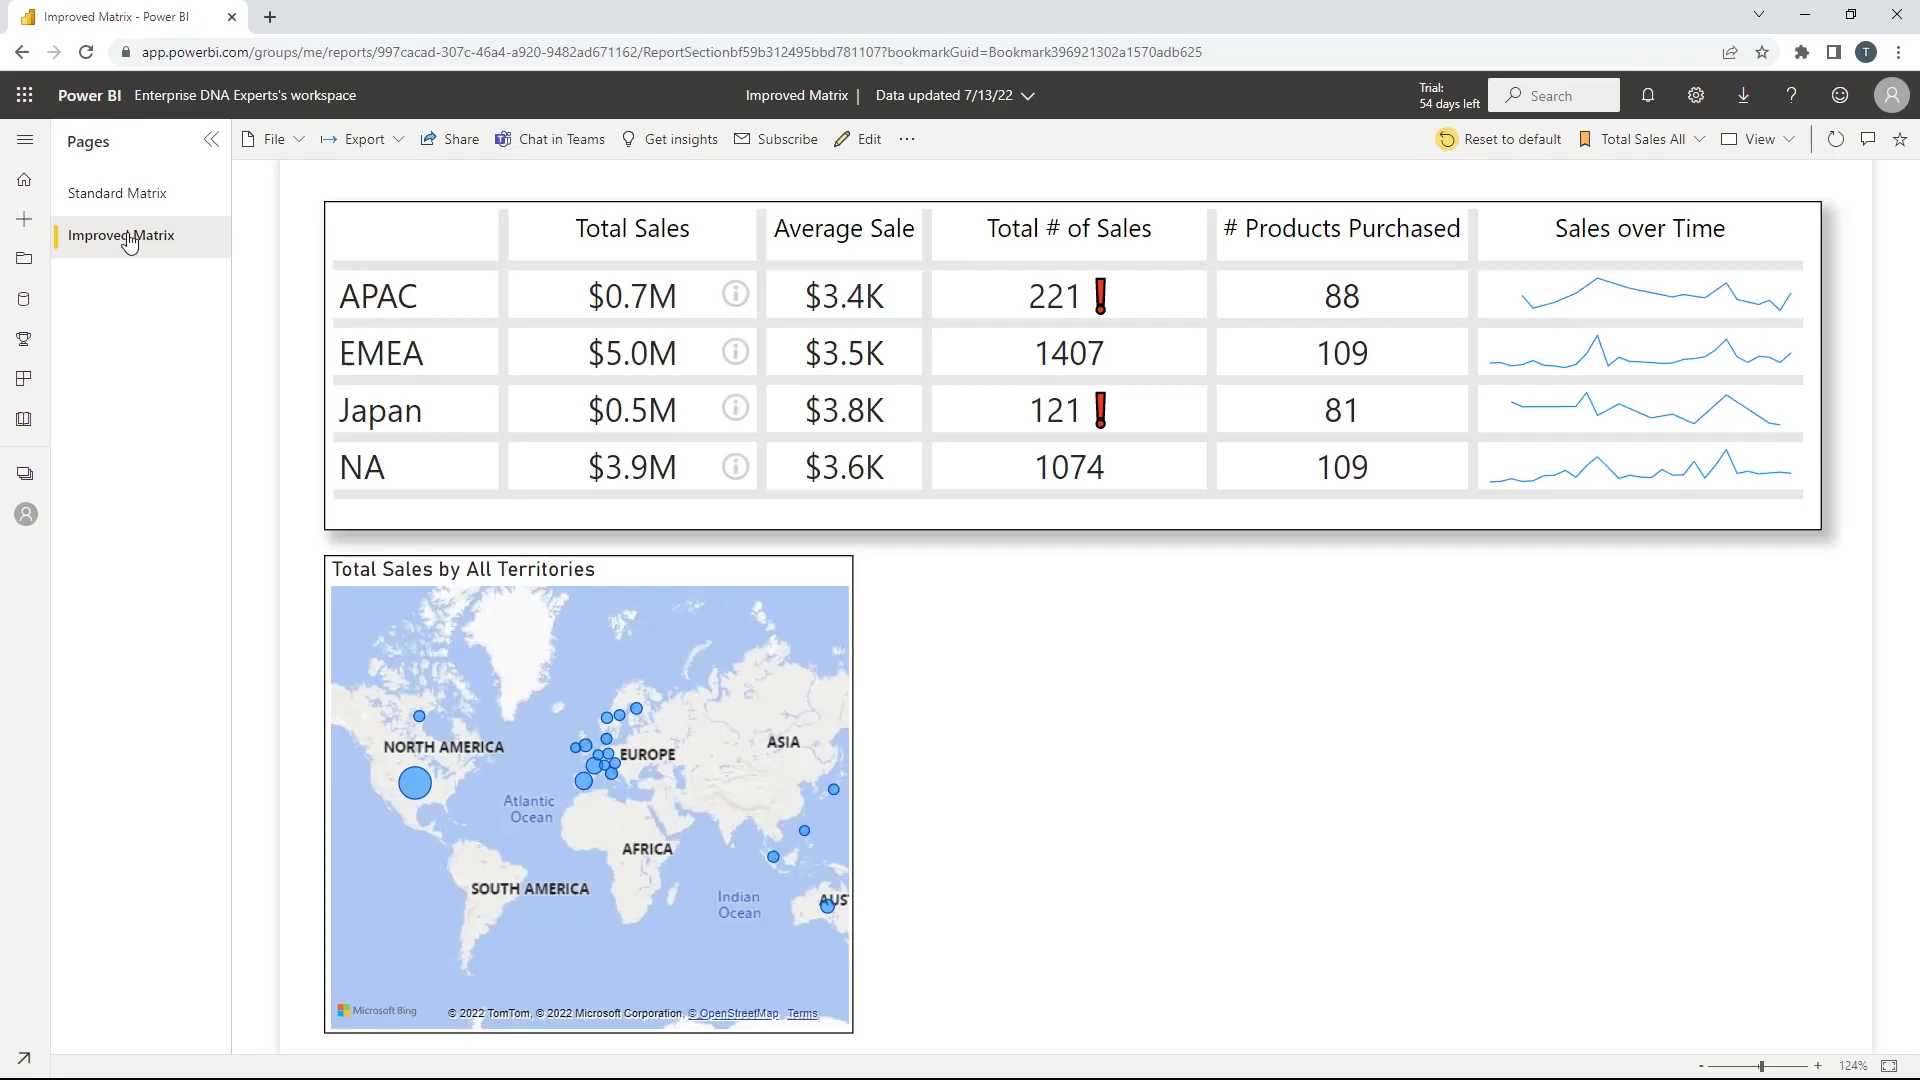 Improved Matrix - Power BI
app.powerbi.com/groups/me/reports/997cacad-307c-46a4-a920-9482ad671162/ReportSectionbf59b312495bbd781107?bookmarkGuid=Bookmark396921302a1570adb625
T
Power BI Enterprise DNA Experts's workspace
Improved Matrix | Data updated 7/13/22
Trial:
54 days left
Search
Pages
File Export Share Chat in Teams Get insights Subscribe Edit
Reset to default Total Sales All View
Standard Matrix
Improved Matrix
Total Sales Average Sale Total # of Sales # Products Purchased Sales over Time
APAC $0.7M $3.4K 221 88
EMEA $5.0M $3.5K 1407 109
Japan $0.5M $3.8K 121 81
NA $3.9M $3.6K 1074 109
Total Sales by All Territories
NORTH AMERICA
EUROPE
ASIA
Atlantic
Ocean
AFRICA
SOUTH AMERICA
Indian
Ocean
AUS
Microsoft Bing
© 2022 TomTom, © 2022 Microsoft Corporation, © OpenStreetMap Terms
124%